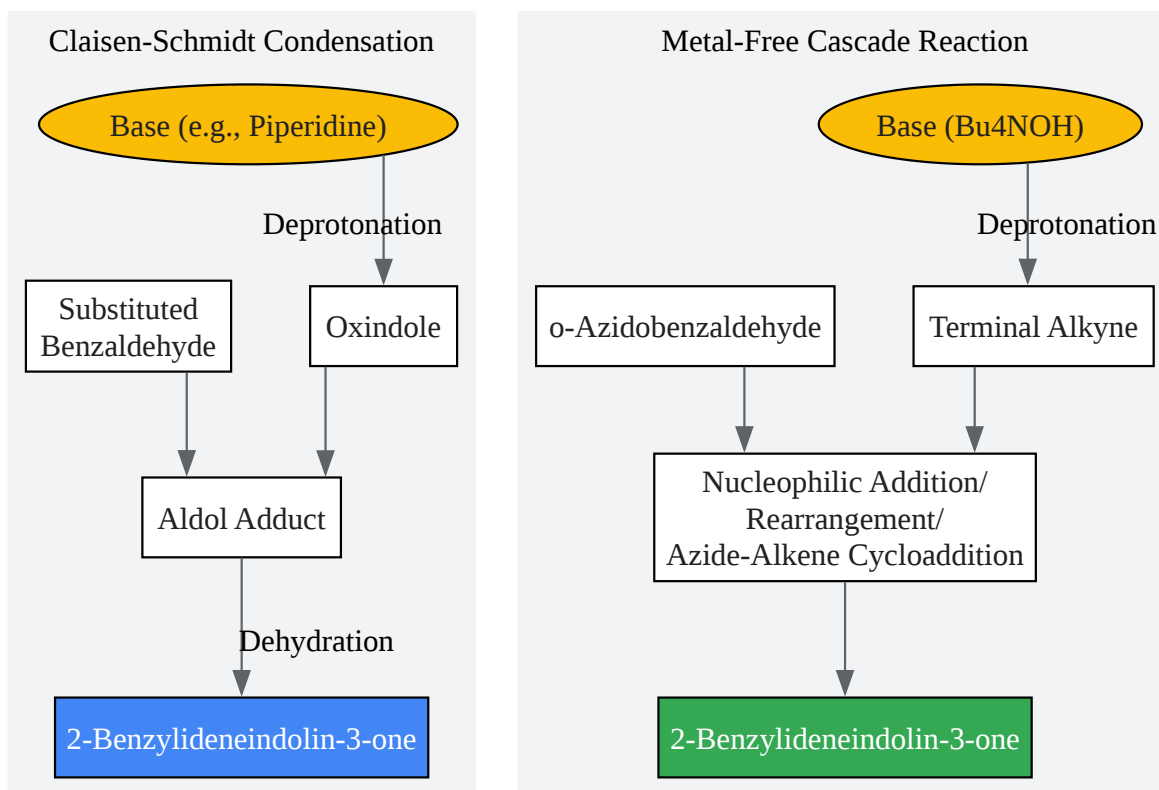 Claisen-Schmidt Condensation
Base (e.g., Piperidine)
Deprotonation
Substituted
Benzaldehyde
Oxindole
Aldol Adduct
Dehydration
2-Benzylideneindolin-3-one
Metal-Free Cascade Reaction
Base (Bu4NOH)
Deprotonation
o-Azidobenzaldehyde
Terminal Alkyne
Nucleophilic Addition/
Rearrangement/
Azide-Alkene Cycloaddition
2-Benzylideneindolin-3-one